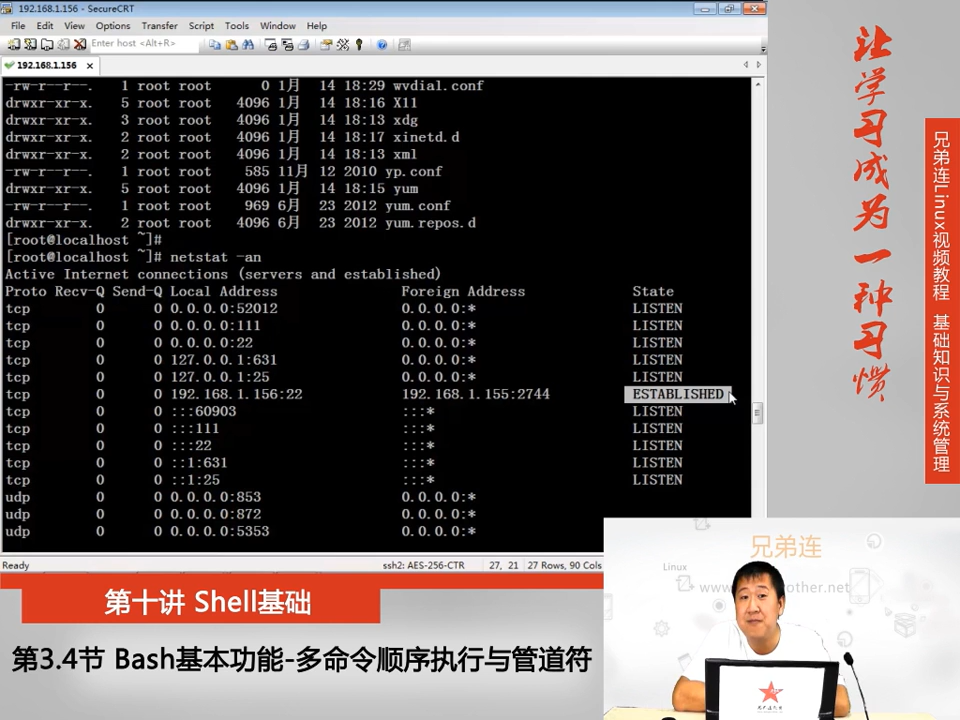 192.168.1.156 - SecureCRT
File Edit View Options Transfer Script Tools Window Help
Enter host <Alt+R>
192.168.1.156
-rw-r--r--. 1 root root 0 1月 14 18:29 wvdial.conf
drwxr-xr-x. 5 root root 4096 1月 14 18:16 X11
drwxr-xr-x. 3 root root 4096 1月 14 18:13 xdg
drwxr-xr-x. 2 root root 4096 1月 14 18:17 xinetd.d
drwxr-xr-x. 2 root root 4096 1月 14 18:13 xml
-rw-r--r--. 1 root root 585 11月 12 2010 yp.conf
drwxr-xr-x. 5 root root 4096 1月 14 18:15 yum
-rw-r--r--. 1 root root 969 6月 23 2012 yum.conf
drwxr-xr-x. 2 root root 4096 6月 23 2012 yum.repos.d
[root@localhost ~]#
[root@localhost ~]# netstat -an
Active Internet connections (servers and established)
Proto Recv-Q Send-Q Local Address Foreign Address State
tcp 0 0 0.0.0.0:52012 0.0.0.0:* LISTEN
tcp 0 0 0.0.0.0:111 0.0.0.0:* LISTEN
tcp 0 0 0.0.0.0:22 0.0.0.0:* LISTEN
tcp 0 0 127.0.0.1:631 0.0.0.0:* LISTEN
tcp 0 0 127.0.0.1:25 0.0.0.0:* LISTEN
tcp 0 0 192.168.1.156:22 192.168.1.155:2744 ESTABLISHED
tcp 0 0 :::60903 :::* LISTEN
tcp 0 0 :::111 :::* LISTEN
tcp 0 0 :::22 :::* LISTEN
tcp 0 0 ::1:631 :::* LISTEN
tcp 0 0 ::1:25 :::* LISTEN
udp 0 0 0.0.0.0:853 0.0.0.0:*
udp 0 0 0.0.0.0:872 0.0.0.0:*
udp 0 0 0.0.0.0:5353 0.0.0.0:*
Ready ssh2: AES-256-CTR 27, 21 27 Rows, 90 Cols
让学习成为一种习惯
兄弟连Linux视频教程 基础知识与系统管理
第十讲 Shell基础
第3.4节 Bash基本功能-多命令顺序执行与管道符
兄弟连
Linux